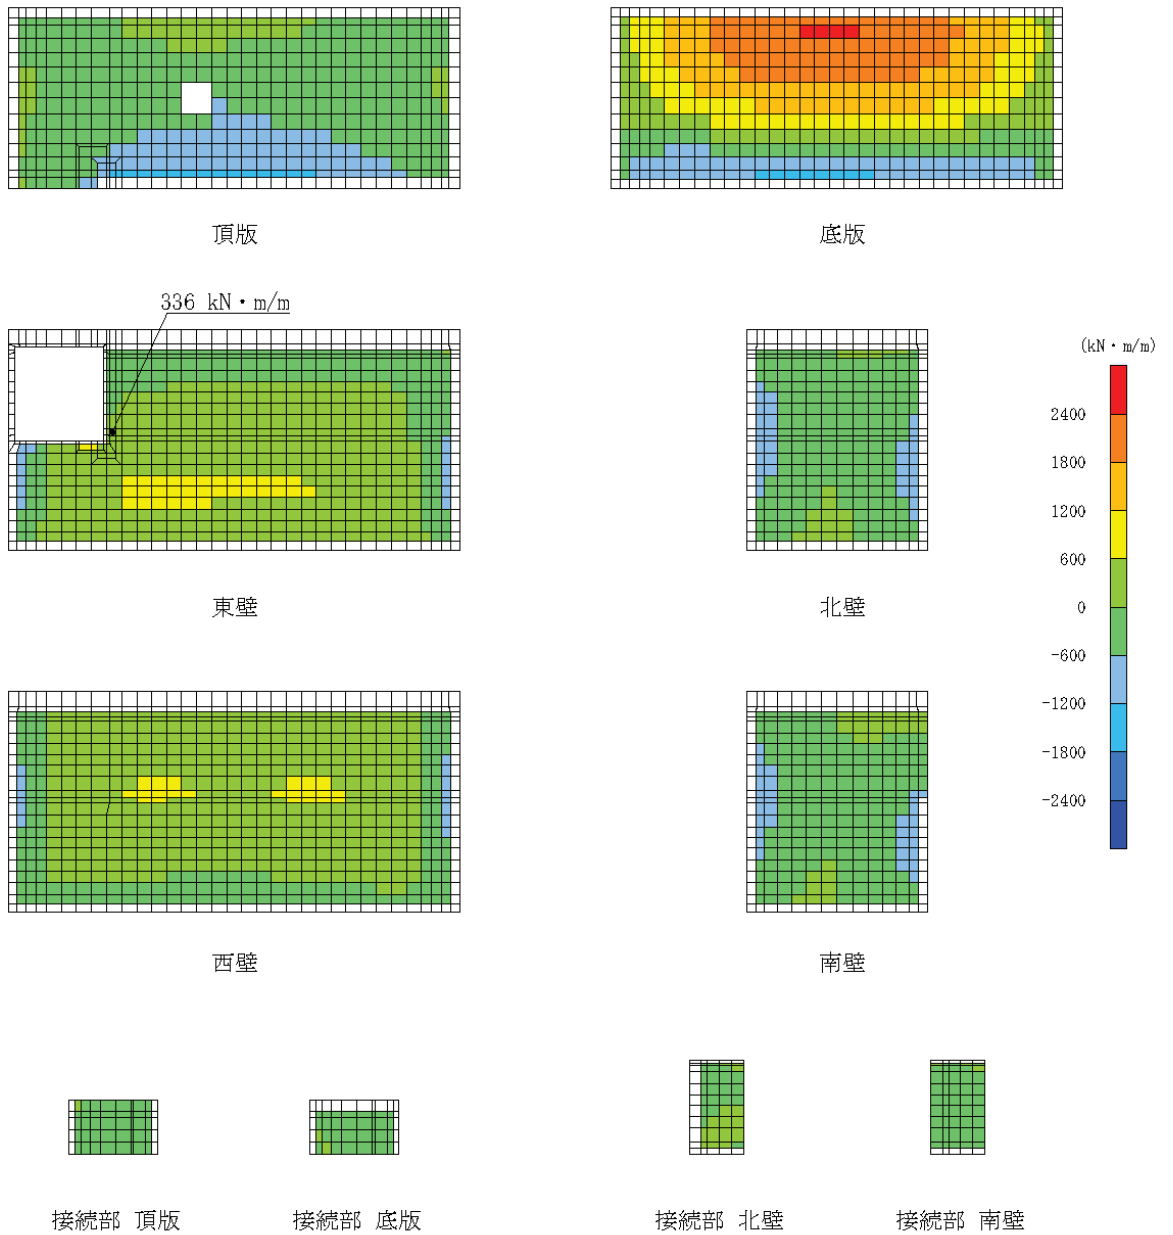 頂版
底版
336 kN・m/m
東壁
北壁
(kN・m/m)
2400
1800
1200
600
0
-600
-1200
-1800
-2400
西壁
南壁
接続部 頂版
接続部 底版
接続部 北壁
接続部 南壁